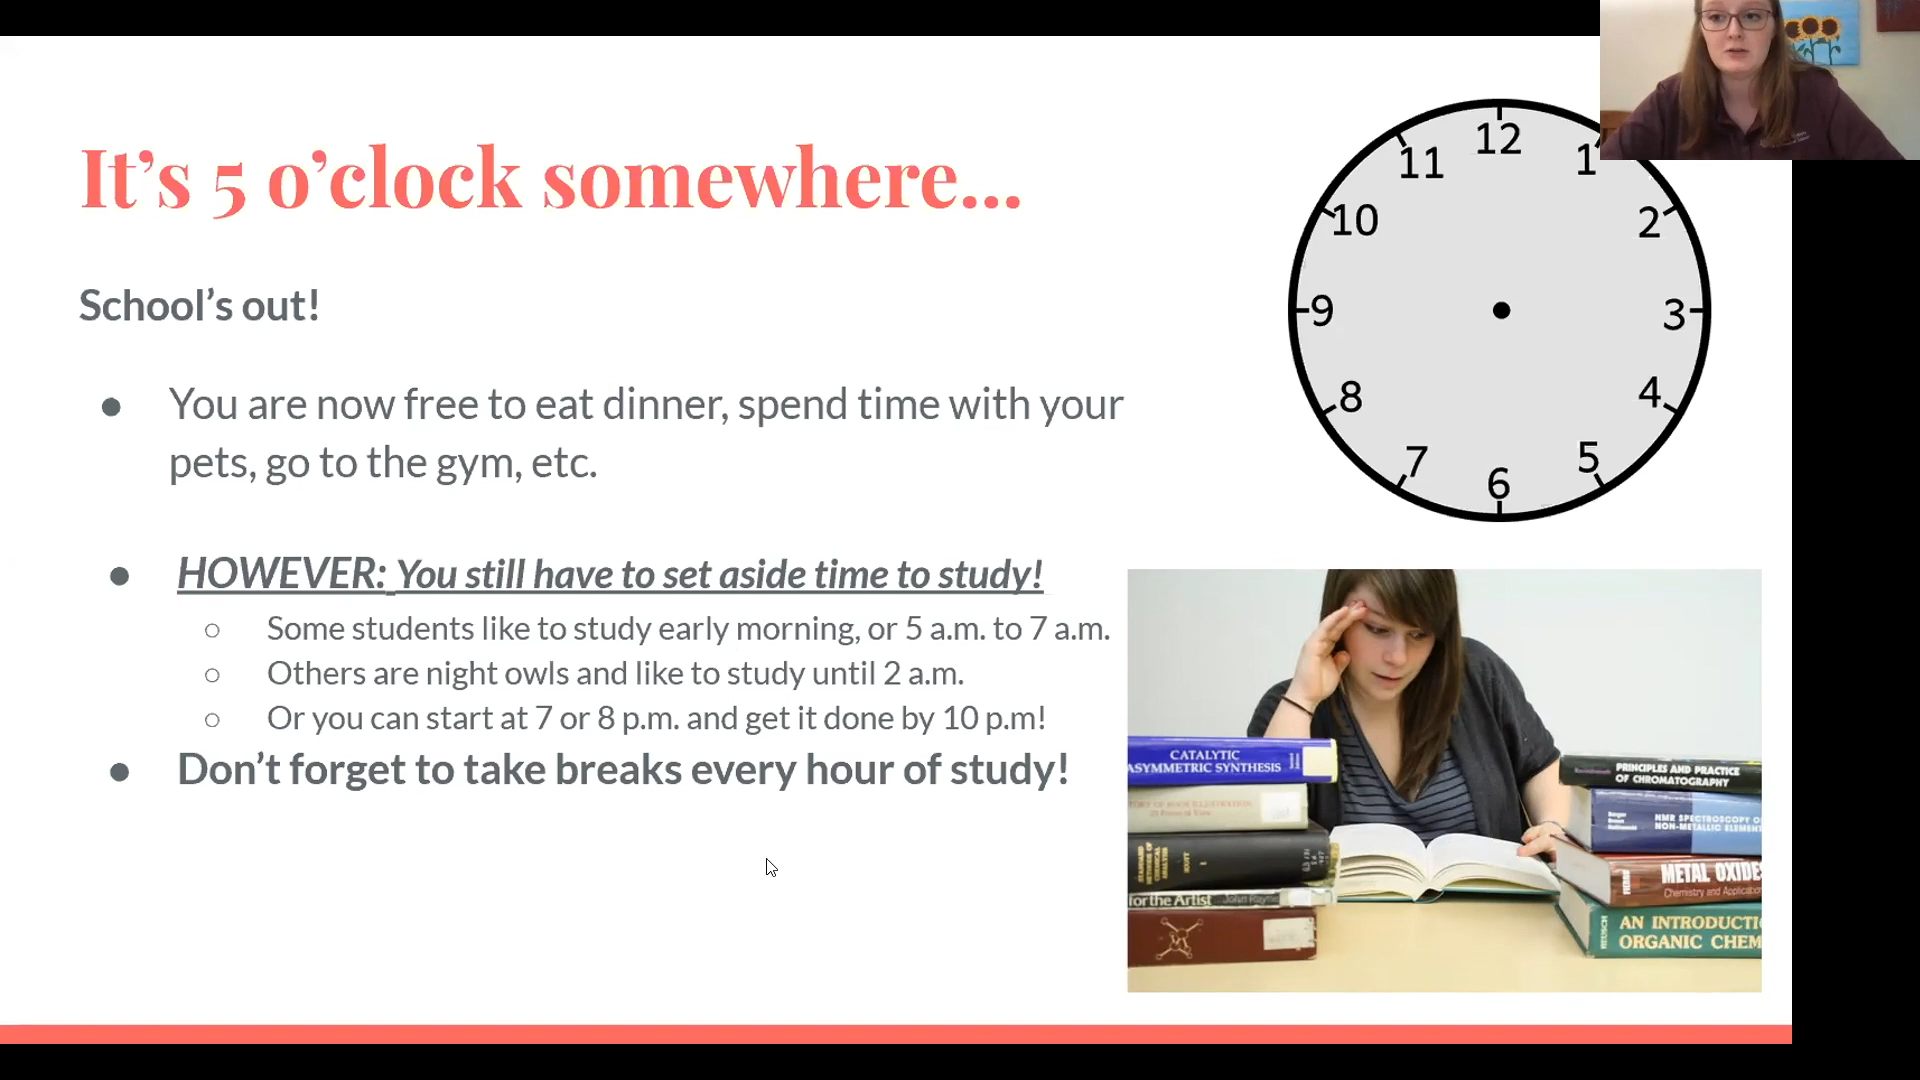 It’s 5 o’clock somewhere...
School’s out!
● You are now free to eat dinner, spend time with your
pets, go to the gym, etc.
● HOWEVER: You still have to set aside time to study!
○ Some students like to study early morning, or 5 a.m. to 7 a.m.
○ Others are night owls and like to study until 2 a.m.
○ Or you can start at 7 or 8 p.m. and get it done by 10 p.m!
● Don’t forget to take breaks every hour of study!
12
11
1
10
2
9
3
8
4
7
5
6
CATALYTIC
ASYMMETRIC SYNTHESIS
for the Artist
PRINCIPLES AND PRACTICE
OF CHROMATOGRAPHY
NMR SPECTROSCOPY OF
NON-METALLIC ELEMEN
METAL OXIDE
Chemistry and Applicatio
AN INTRODUCTI
ORGANIC CHEM